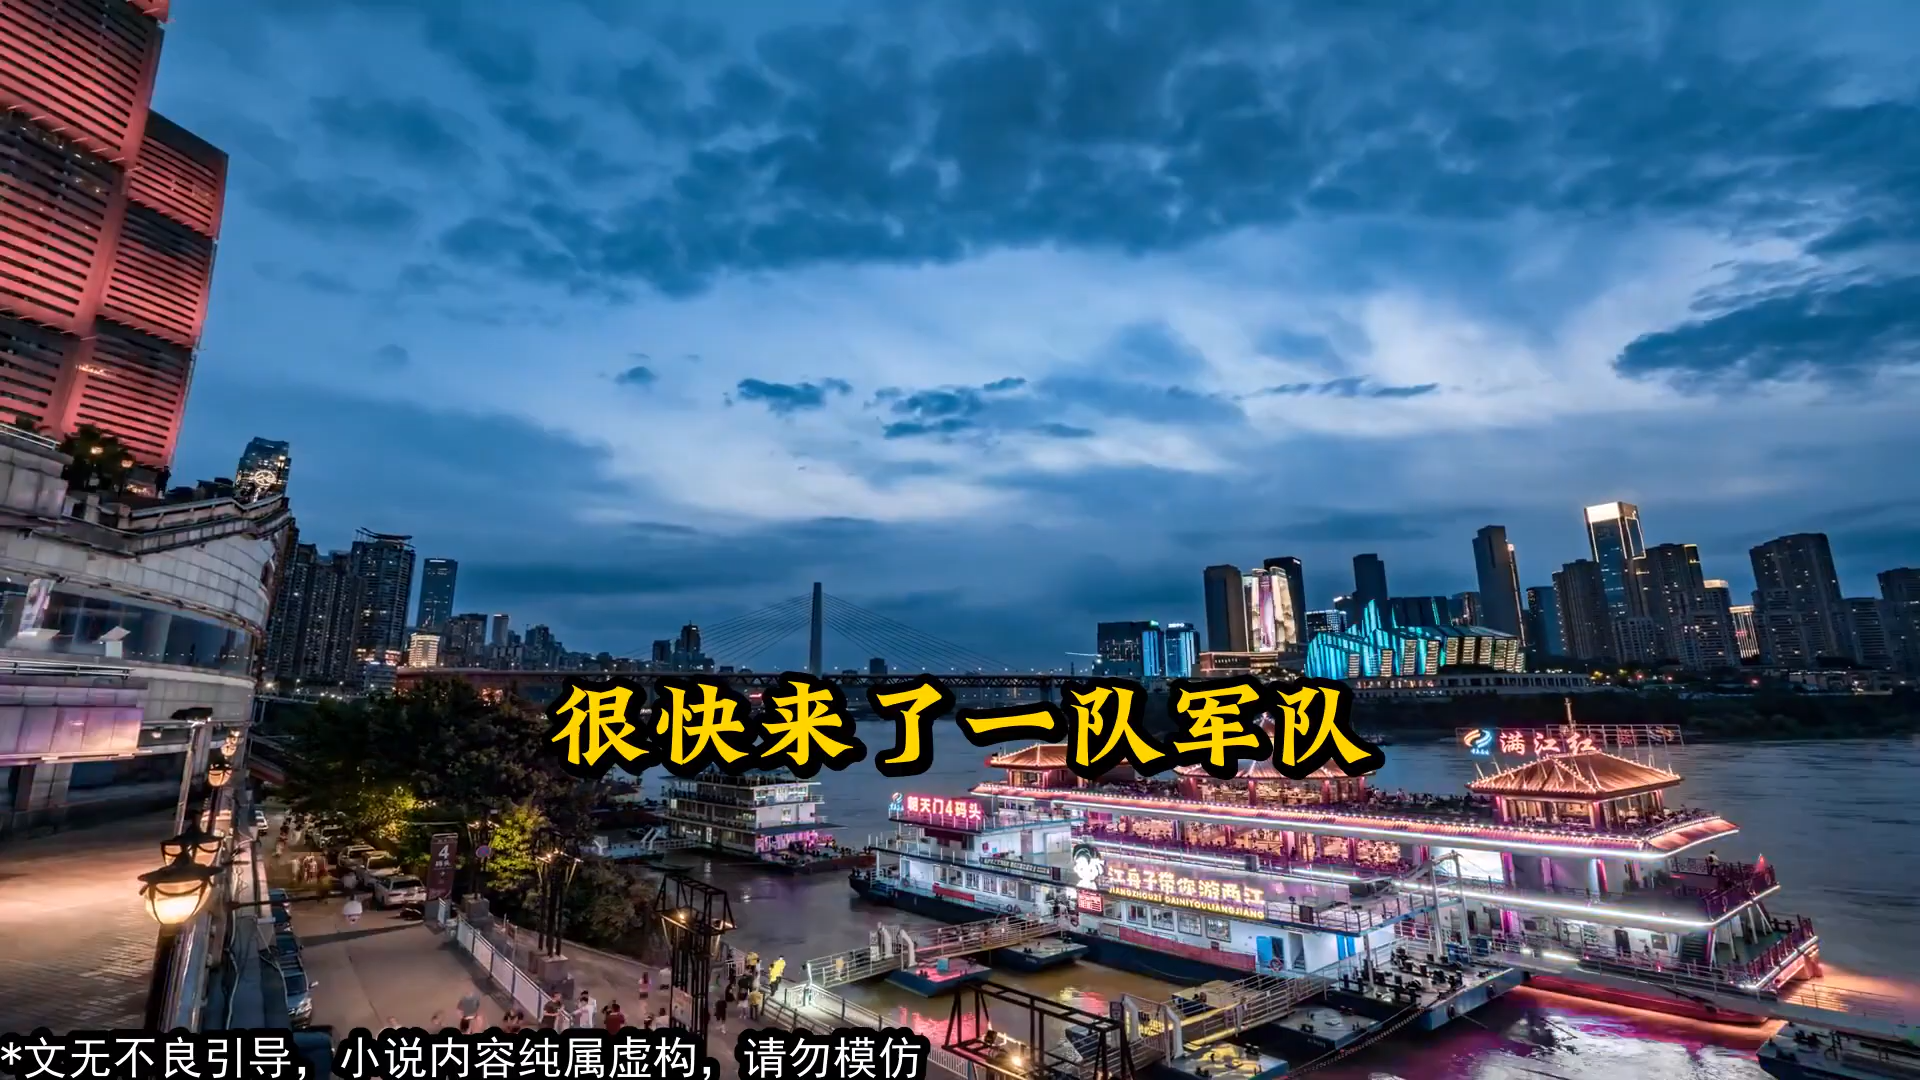 很快来了一队军队
满江红
朝天门4码头
4
江舟子带你游两江
JIANGZHOUZI DAINIYOULIANGJIANG
*文无不良引导，小说内容纯属虚构，请勿模仿